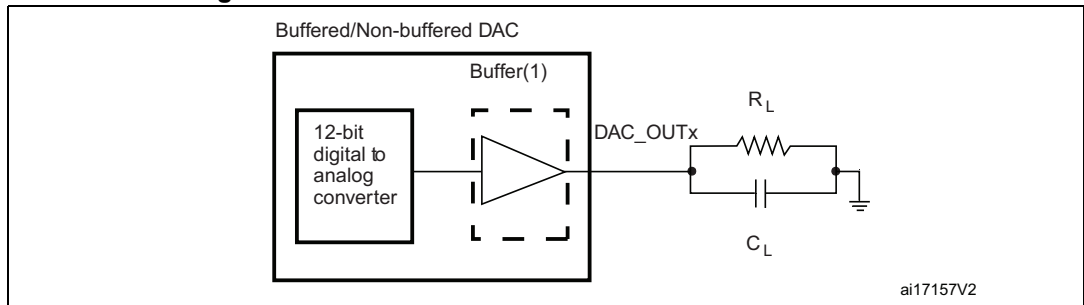 Buffered/Non-buffered DAC
Buffer(1)
12-bit
digital to
analog
converter
DAC_OUTx
R L
C L
ai17157V2